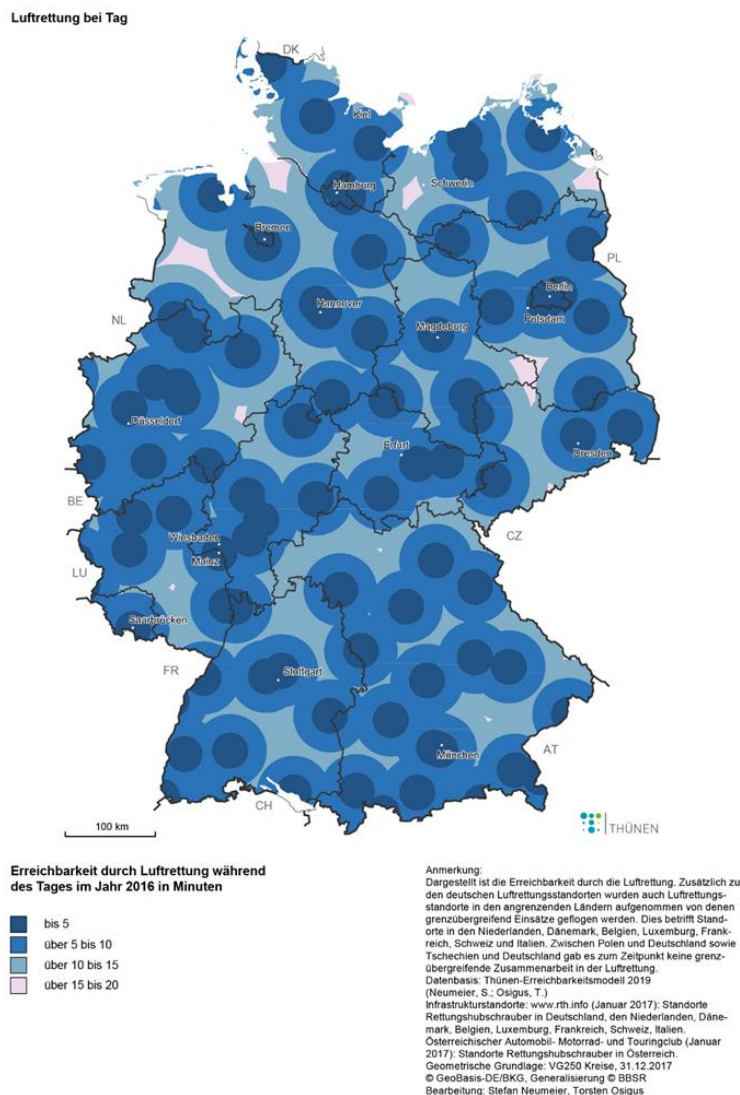 Luftrettung bei Tag
DK
Kiel
Hamburg
Schwerin
Bremen
PL
Berlin
Hannover
Potsdam
NL
Magdeburg
Düsseldorf
Erfurt
Dresden
BE
Wiesbaden
CZ
Mainz
LU
Saarbrücken
FR
Stuttgart
München
AT
CH
100 km
THÜNEN
Erreichbarkeit durch Luftrettung während
des Tages im Jahr 2016 in Minuten
bis 5
über 5 bis 10
über 10 bis 15
über 15 bis 20
Anmerkung:
Dargestellt ist die Erreichbarkeit durch die Luftrettung. Zusätzlich zu
den deutschen Luftrettungsstandorten wurden auch Luftrettungs-
standorte in den angrenzenden Ländern aufgenommen von denen
grenzübergreifend Einsätze geflogen werden. Dies betrifft Stand-
orte in den Niederlanden, Dänemark, Belgien, Luxemburg, Frank-
reich, Schweiz und Italien. Zwischen Polen und Deutschland sowie
Tschechien und Deutschland gab es zum Zeitpunkt keine grenz-
übergreifende Zusammenarbeit in der Luftrettung.
Datenbasis: Thünen-Erreichbarkeitsmodell 2019
(Neumeier, S.; Osigus, T.)
Infrastrukturstandorte: www.rth.info (Januar 2017): Standorte
Rettungshubschrauber in Deutschland, den Niederlanden, Däne-
mark, Belgien, Luxemburg, Frankreich, Schweiz, Italien.
Österreichischer Automobil- Motorrad- und Touringclub (Januar
2017): Standorte Rettungshubschrauber in Österreich.
Geometrische Grundlage: VG250 Kreise, 31.12.2017
© GeoBasis-DE/BKG, Generalisierung © BBSR
Bearbeitung: Stefan Neumeier, Torsten Osigus